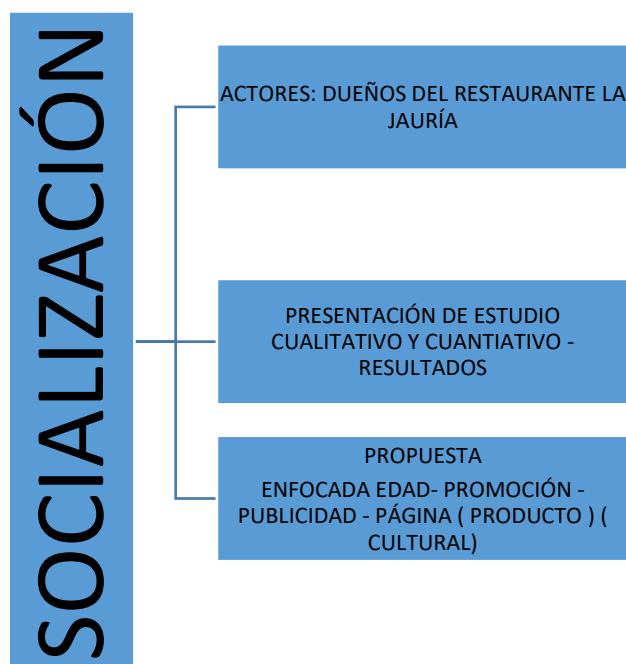 SOCIALIZACIÓN
ACTORES: DUEÑOS DEL RESTAURANTE LA
JAURÍA
PRESENTACIÓN DE ESTUDIO
CUALITATIVO Y CUANTIATIVO -
RESULTADOS
PROPUESTA
ENFOCADA EDAD- PROMOCIÓN -
PUBLICIDAD - PÁGINA ( PRODUCTO ) (
CULTURAL)